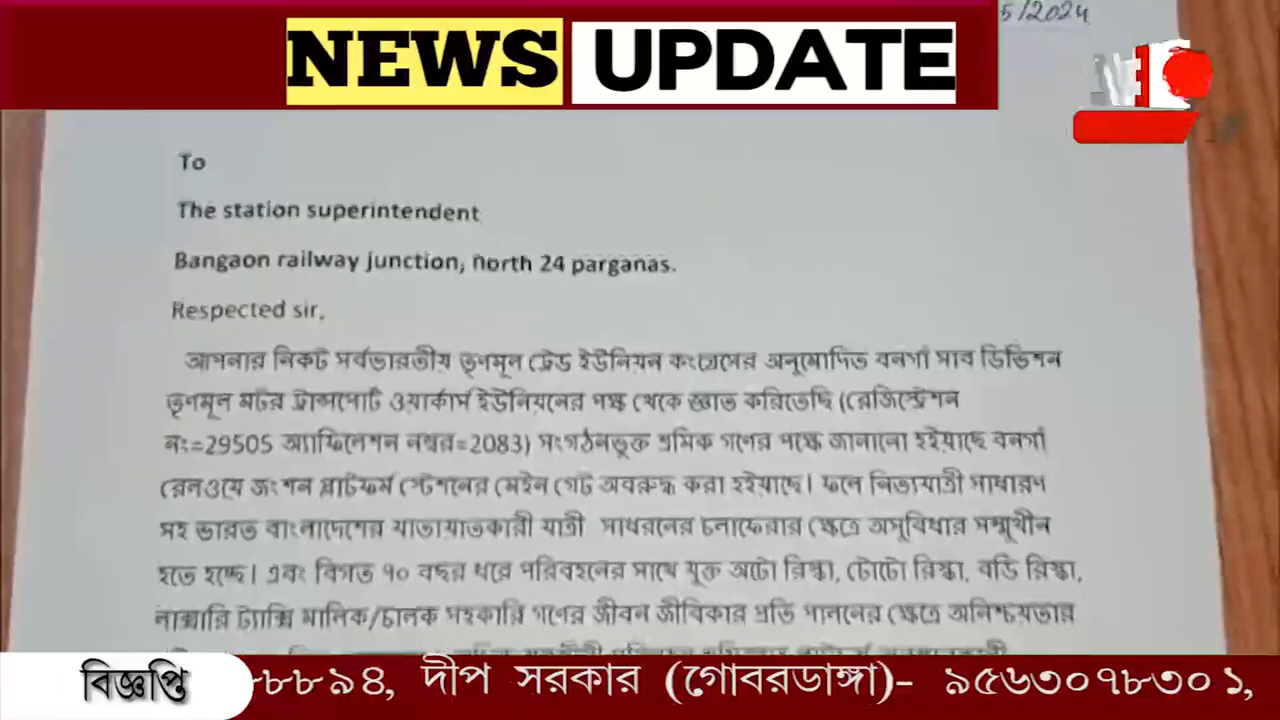 5/2024
NEWS UPDATE
To
The station superintendent
Bangaon railway junction, north 24 parganas.
Respected sir,
আপনার নিকট সর্বভারতীয় তৃণমূল ট্রেড ইউনিয়ন কংগ্রেসের অনুমোদিত বনগাঁ সাব ডিভিশন
তৃণমূল মটর ট্রান্সপোর্ট ওয়ার্কার্স ইউনিয়নের পক্ষ থেকে জ্ঞাত করিতেছি (রেজিস্ট্রেশন
নং=29505 অ্যাফিলেশন নম্বর=2083) সংগঠনভুক্ত শ্রমিক গণের পক্ষে জানানো হইয়াছে বনগাঁ
রেলওয়ে জংশন প্লাটফর্ম স্টেশনের মেইন গেট অবরুদ্ধ করা হইয়াছে। ফলে নিত্যযাত্রী সাধারণ
সহ ভারত বাংলাদেশের যাতায়াতকারী যাত্রী সাধরনের চলাফেরার ক্ষেত্রে অসুবিধার সম্মুখীন
হতে হচ্ছে। এবং বিগত ৭০ বছর ধরে পরিবহনের সাথে যুক্ত অটো রিস্কা, টোটো রিস্কা, বডি রিস্কা,
লাক্সারি ট্যাক্সি মালিক/চালক সহকারি গণের জীবন জীবিকার প্রতি পালনের ক্ষেত্রে অনিশ্চয়তার
বিজ্ঞপ্তি ৮৮৯৪, দীপ সরকার (গোবরডাঙ্গা)- ৯৫৬৩০৭৮৩০১,